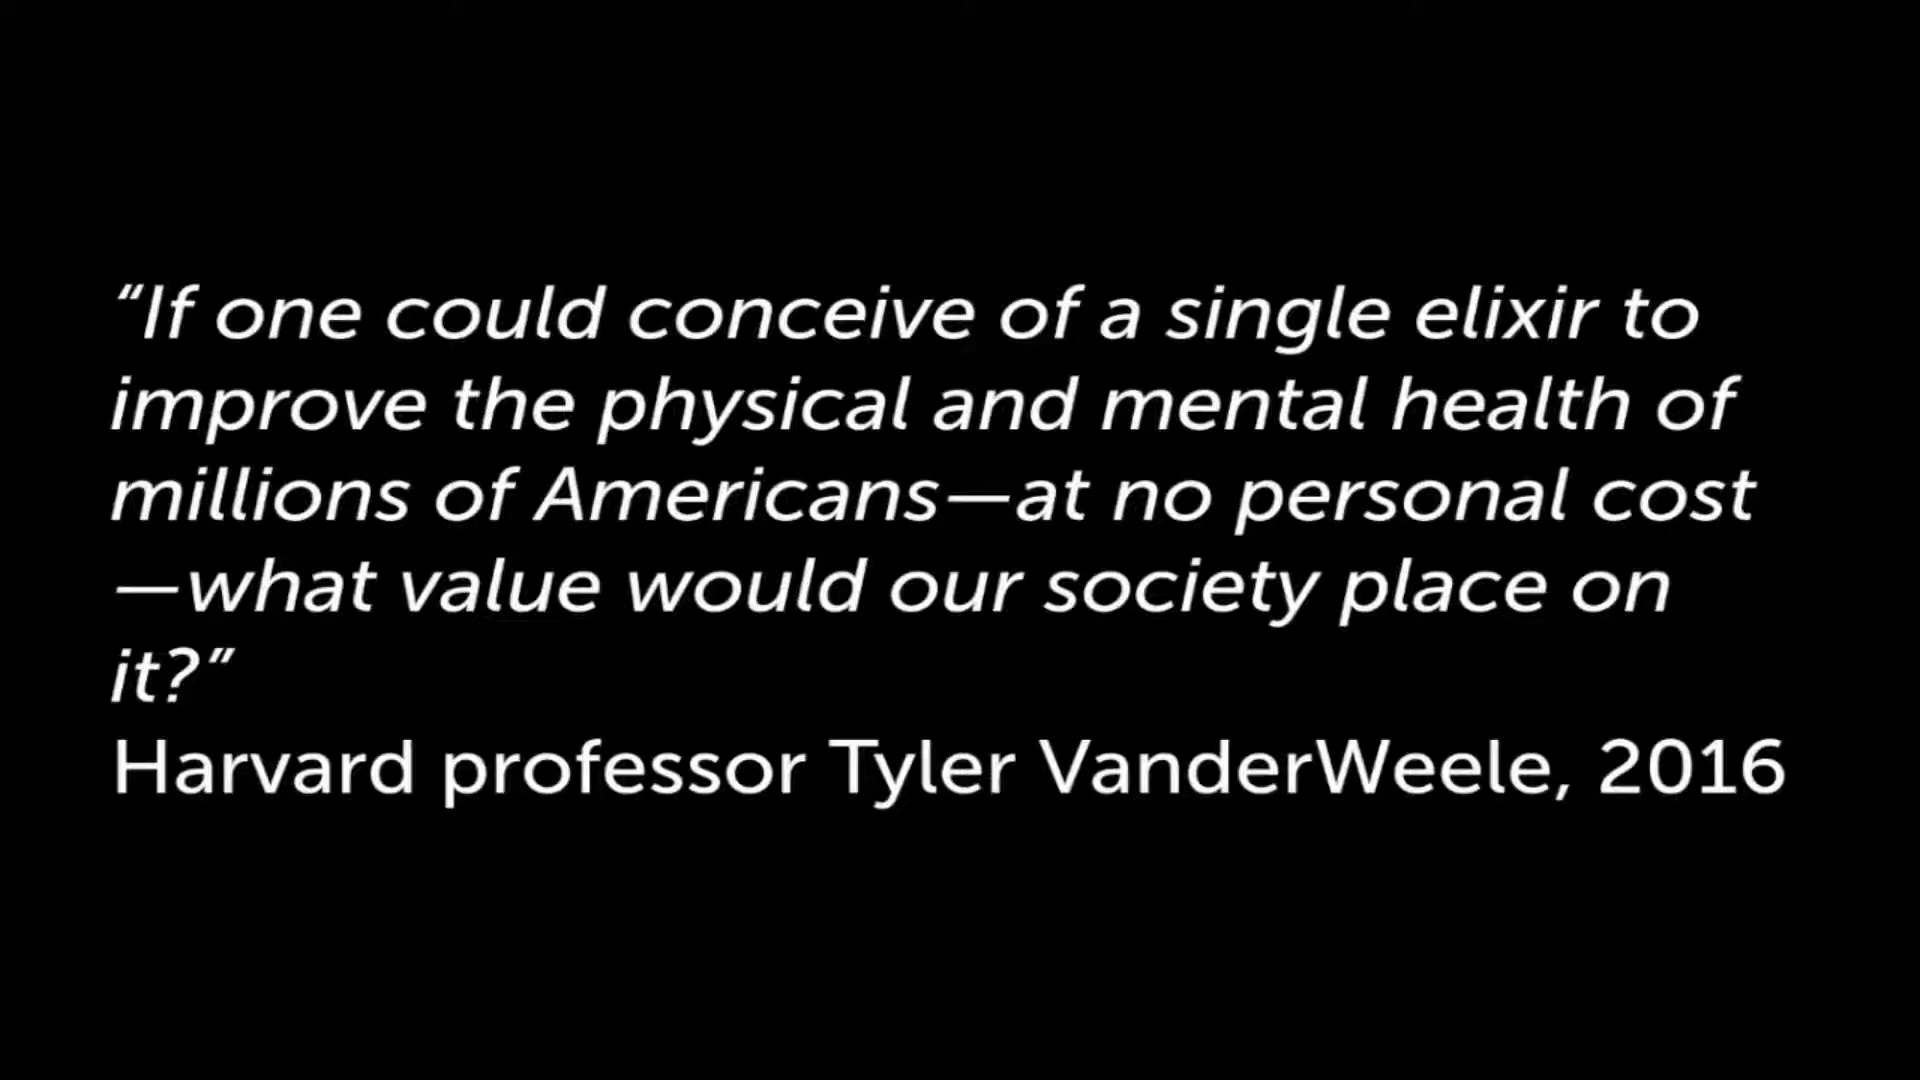 “If one could conceive of a single elixir to
improve the physical and mental health of
millions of Americans—at no personal cost
—what value would our society place on
it?”
Harvard professor Tyler VanderWeele, 2016